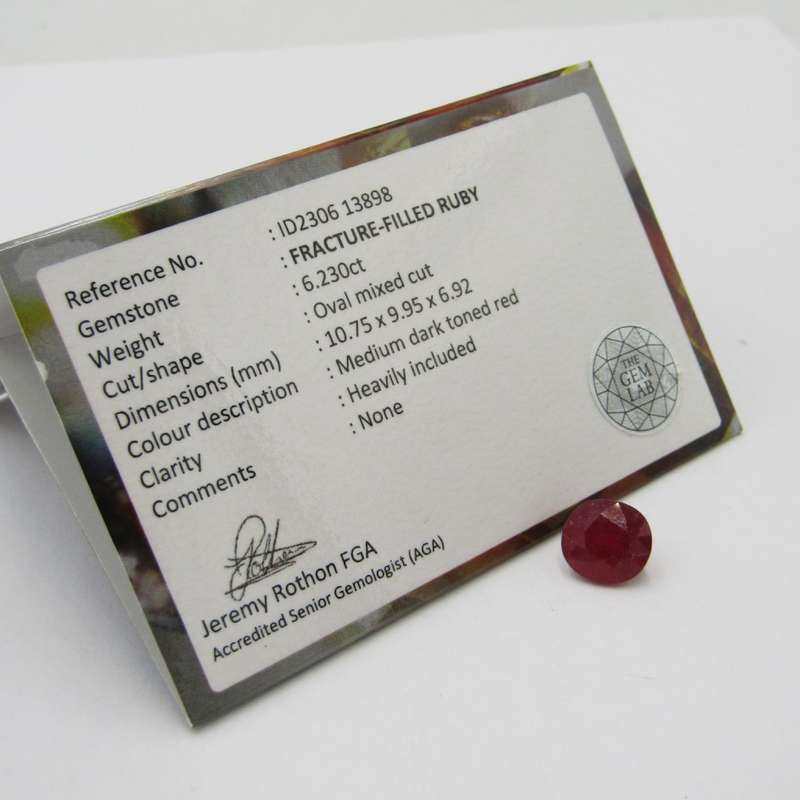 Reference No. : ID2306 13898
Gemstone : FRACTURE-FILLED RUBY
Weight : 6.230ct
Cut/shape : Oval mixed cut
Dimensions (mm) : 10.75 x 9.95 x 6.92
Colour description : Medium dark toned red
Clarity : Heavily included
Comments : None
THE
GEM
LAB
Jeremy Rothon FGA
Accredited Senior Gemologist (AGA)